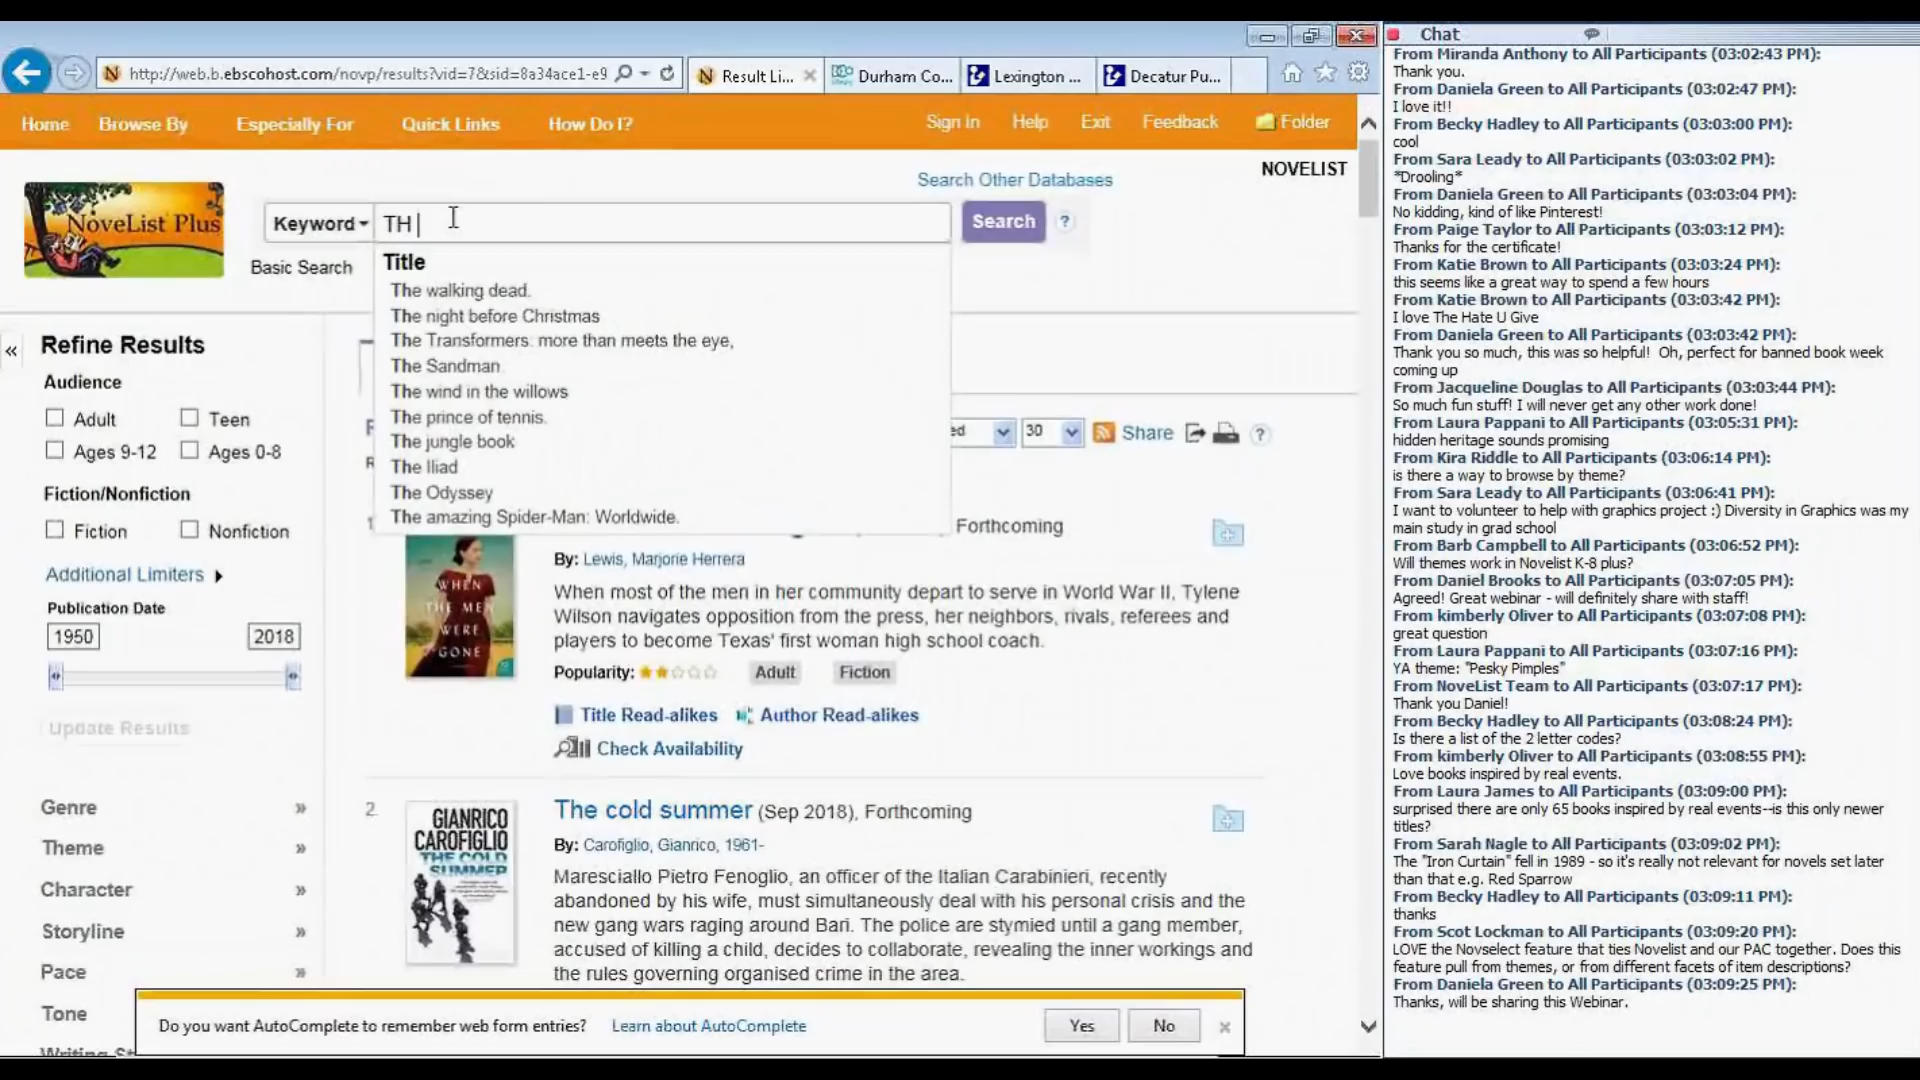 http://web.b.ebscohost.com/novp/results?vid=7&sid=8a34ace1-e9
Result Li...
Durham Co...
Lexington ...
Decatur Pu...
Home
Browse By
Especially For
Quick Links
How Do I?
Sign In
Help
Exit
Feedback
Folder
Search Other Databases
NOVELIST
NoveList Plus
Keyword
TH
Search
?
Basic Search
Title
The walking dead.
The night before Christmas
The Transformers: more than meets the eye,
The Sandman
The wind in the willows
The prince of tennis.
The jungle book
The Iliad
The Odyssey
The amazing Spider-Man: Worldwide.
«
Refine Results
Audience
Adult
Teen
Ages 9-12
Ages 0-8
Fiction/Nonfiction
Fiction
Nonfiction
Additional Limiters
Publication Date
1950
2018
Update Results
Genre »
Theme »
Character »
Storyline »
Pace »
Tone
ed
30
Share
?
Forthcoming
By: Lewis, Marjorie Herrera
WHEN
THE MEN
WERE
GONE
When most of the men in her community depart to serve in World War II, Tylene
Wilson navigates opposition from the press, her neighbors, rivals, referees and
players to become Texas' first woman high school coach.
Popularity:
Adult
Fiction
Title Read-alikes
Author Read-alikes
Check Availability
2.
GIANRICO
CAROFIGLIO
THE COLD
SUMMER
The cold summer (Sep 2018), Forthcoming
By: Carofiglio, Gianrico, 1961-
Maresciallo Pietro Fenoglio, an officer of the Italian Carabinieri, recently
abandoned by his wife, must simultaneously deal with his personal crisis and the
new gang wars raging around Bari. The police are stymied until a gang member,
accused of killing a child, decides to collaborate, revealing the inner workings and
the rules governing organised crime in the area.
Do you want AutoComplete to remember web form entries?
Learn about AutoComplete
Yes
No
Chat
From Miranda Anthony to All Participants (03:02:43 PM):
Thank you.
From Daniela Green to All Participants (03:02:47 PM):
I love it!!
From Becky Hadley to All Participants (03:03:00 PM):
cool
From Sara Leady to All Participants (03:03:02 PM):
*Drooling*
From Daniela Green to All Participants (03:03:04 PM):
No kidding, kind of like Pinterest!
From Paige Taylor to All Participants (03:03:12 PM):
Thanks for the certificate!
From Katie Brown to All Participants (03:03:24 PM):
this seems like a great way to spend a few hours
From Katie Brown to All Participants (03:03:42 PM):
I love The Hate U Give
From Daniela Green to All Participants (03:03:42 PM):
Thank you so much, this was so helpful! Oh, perfect for banned book week
coming up
From Jacqueline Douglas to All Participants (03:03:44 PM):
So much fun stuff! I will never get any other work done!
From Laura Pappani to All Participants (03:05:31 PM):
hidden heritage sounds promising
From Kira Riddle to All Participants (03:06:14 PM):
is there a way to browse by theme?
From Sara Leady to All Participants (03:06:41 PM):
I want to volunteer to help with graphics project :) Diversity in Graphics was my
main study in grad school
From Barb Campbell to All Participants (03:06:52 PM):
Will themes work in Novelist K-8 plus?
From Daniel Brooks to All Participants (03:07:05 PM):
Agreed! Great webinar - will definitely share with staff!
From kimberly Oliver to All Participants (03:07:08 PM):
great question
From Laura Pappani to All Participants (03:07:16 PM):
YA theme: "Pesky Pimples"
From NoveList Team to All Participants (03:07:17 PM):
Thank you Daniel!
From Becky Hadley to All Participants (03:08:24 PM):
Is there a list of the 2 letter codes?
From kimberly Oliver to All Participants (03:08:55 PM):
Love books inspired by real events.
From Laura James to All Participants (03:09:00 PM):
surprised there are only 65 books inspired by real events--is this only newer
titles?
From Sarah Nagle to All Participants (03:09:02 PM):
The "Iron Curtain" fell in 1989 - so it's really not relevant for novels set later
than that e.g. Red Sparrow
From Becky Hadley to All Participants (03:09:11 PM):
thanks
From Scot Lockman to All Participants (03:09:20 PM):
LOVE the Novselect feature that ties Novelist and our PAC together. Does this
feature pull from themes, or from different facets of item descriptions?
From Daniela Green to All Participants (03:09:25 PM):
Thanks, will be sharing this Webinar.